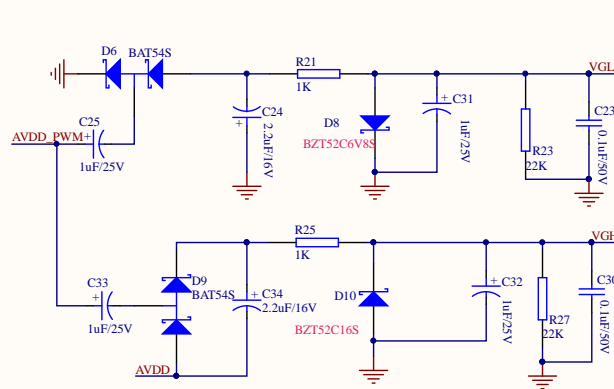 D6 BAT54S
R21
VGL
1K
C25
AVDD_PWM
+
1uF/25V
C24
+
2.2uF/16V
D8
BZT52C6V8S
+
C31
1uF/25V
R23
22K
C23
0.1uF/50V
R25
VGH
1K
C33
+
1uF/25V
D9
BAT54S
+
C34
2.2uF/16V
D10
BZT52C16S
+
C32
1uF/25V
R27
22K
C30
0.1uF/50V
AVDD